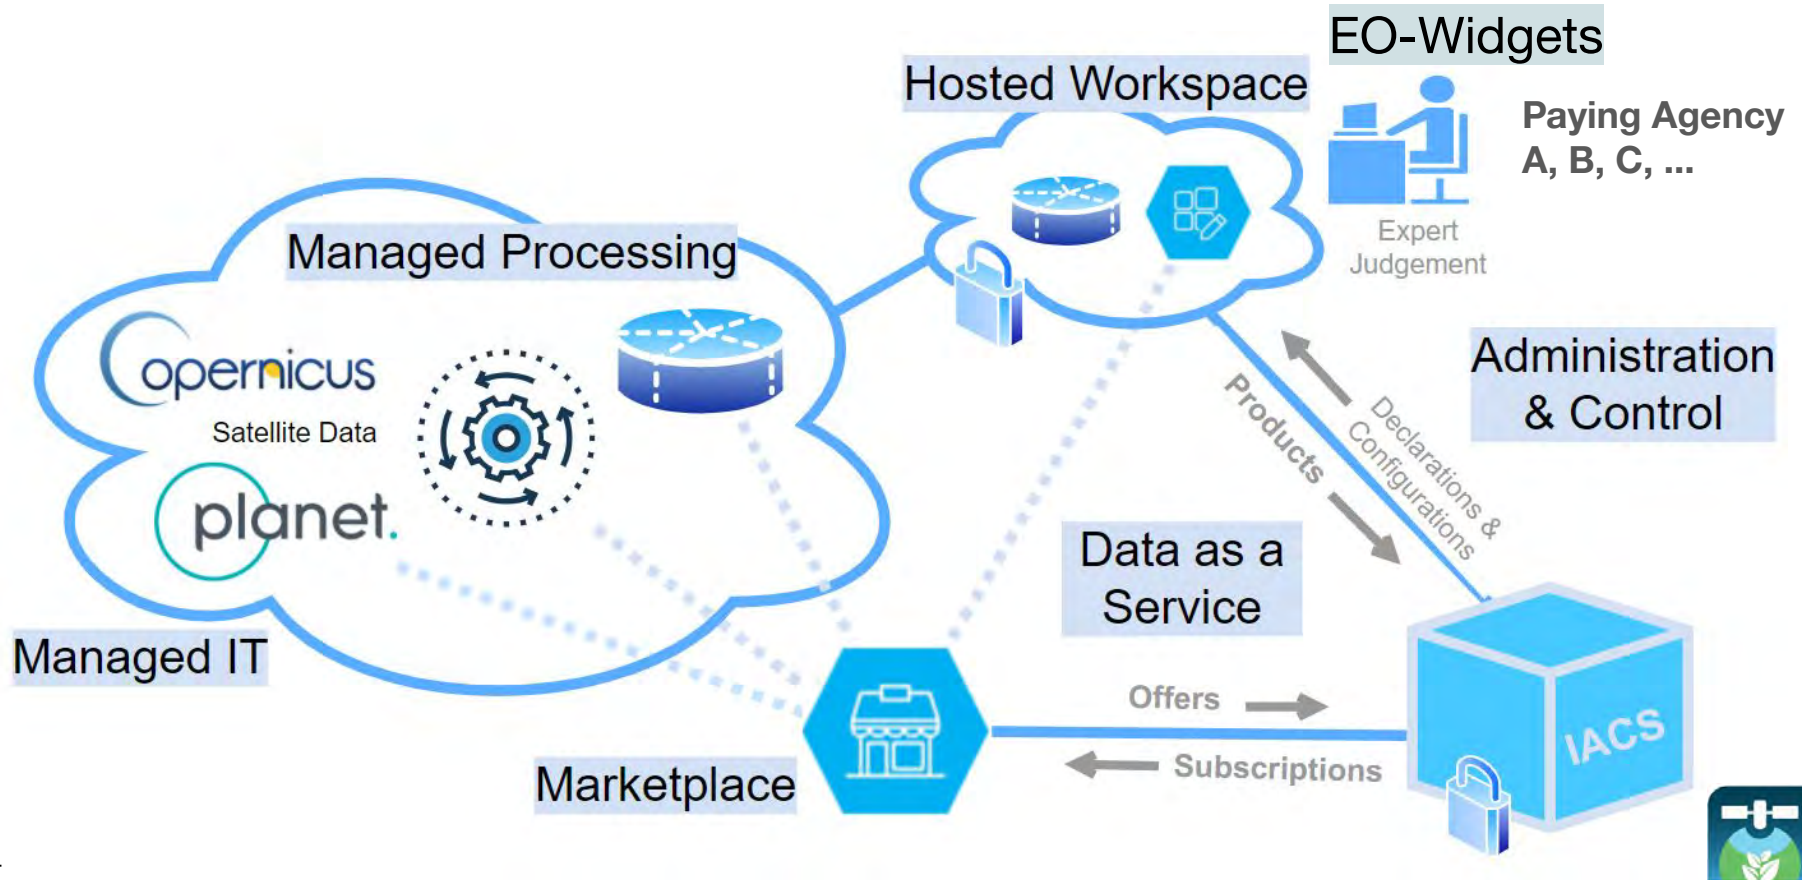 EO-Widgets
Hosted Workspace
Paying Agency
A, B, C, ...
Expert
Judgement
Managed Processing
Copernicus
Satellite Data
planet.
Managed IT
Administration
& Control
Products
Declarations &
Configurations
Data as a
Service
Offers
Subscriptions
Marketplace
IACS